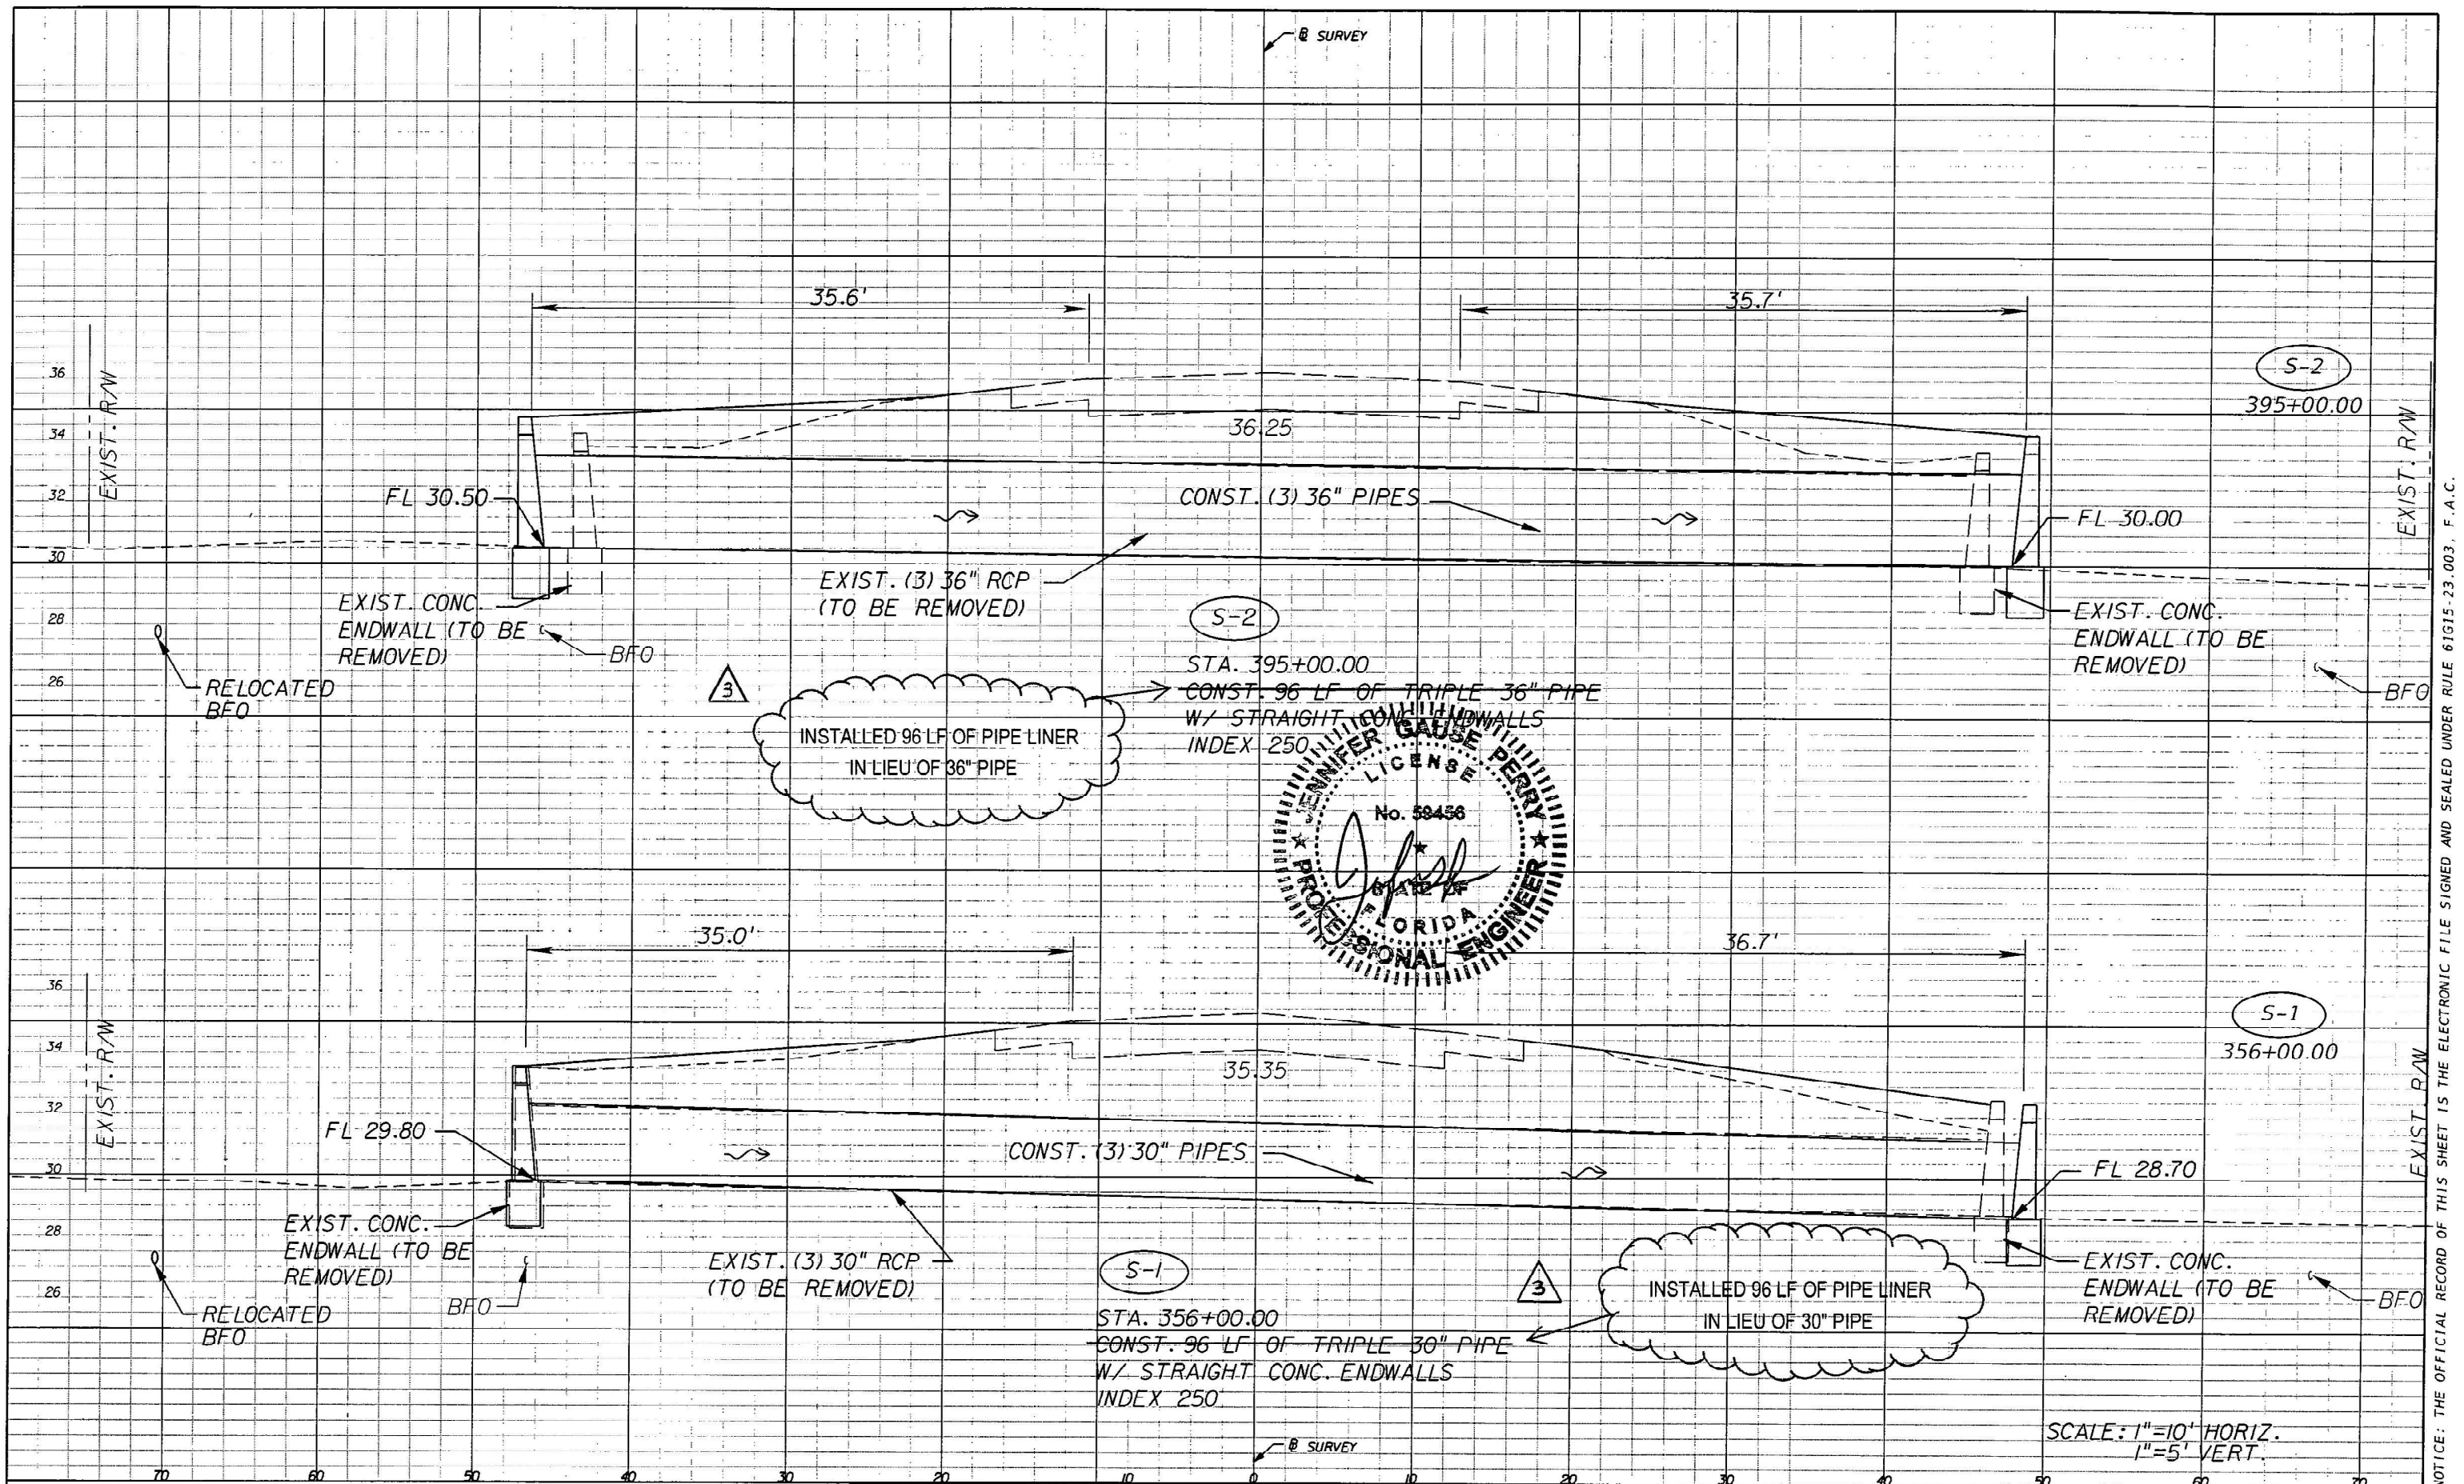 ℄ SURVEY
35.6'
35.7'
S-2
395+00.00
36
34
32
30
28
26
EXIST. R/W
EXIST. R/W
36.25
FL 30.50
CONST. (3) 36" PIPES
FL 30.00
EXIST. (3) 36" RCP
(TO BE REMOVED)
EXIST. CONC.
ENDWALL (TO BE
REMOVED)
BFO
RELOCATED
BFO
EXIST. CONC.
ENDWALL (TO BE
REMOVED)
BFO
3
INSTALLED 96 LF OF PIPE LINER
IN LIEU OF 36" PIPE
S-2
STA. 395+00.00
CONST. 96 LF OF TRIPLE 36" PIPE
W/ STRAIGHT CONC. ENDWALLS
INDEX 250
JENNIFER GAUSE PERRY
LICENSE
No. 59456
STATE OF
FLORIDA
PROFESSIONAL ENGINEER
35.0'
36.7'
S-1
356+00.00
36
34
32
30
28
26
EXIST. R/W
EXIST. R/W
35.35
FL 29.80
CONST. (3) 30" PIPES
FL 28.70
EXIST. CONC.
ENDWALL (TO BE
REMOVED)
RELOCATED
BFO
BFO
EXIST. (3) 30" RCP
(TO BE REMOVED)
S-1
STA. 356+00.00
CONST. 96 LF OF TRIPLE 30" PIPE
W/ STRAIGHT CONC. ENDWALLS
INDEX 250
3
INSTALLED 96 LF OF PIPE LINER
IN LIEU OF 30" PIPE
EXIST. CONC.
ENDWALL (TO BE
REMOVED)
BFO
℄ SURVEY
SCALE: 1"=10' HORIZ.
1"=5' VERT.
70 60 50 40 30 20 10 0 10 20 30 40 50 60 70
NOTICE: THE OFFICIAL RECORD OF THIS SHEET IS THE ELECTRONIC FILE SIGNED AND SEALED UNDER RULE 61G15-23.003, F.A.C.